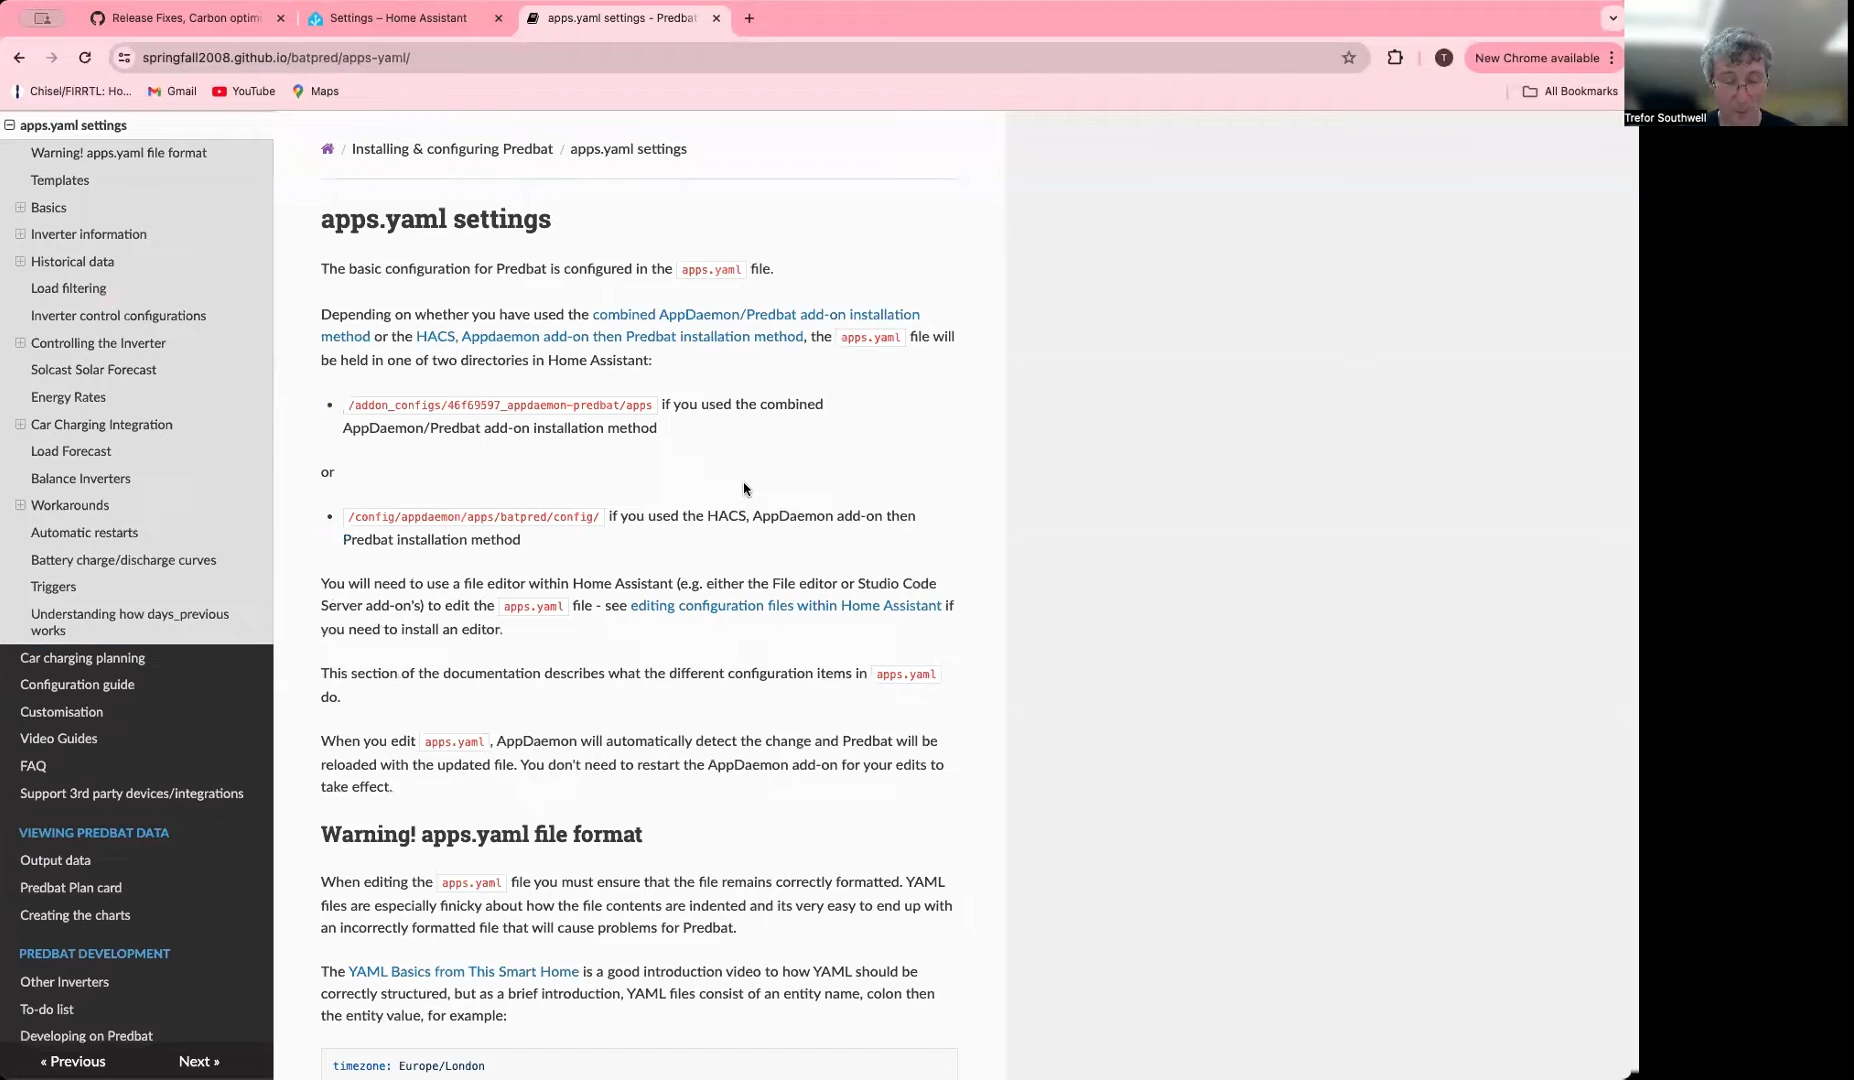 Release Fixes, Carbon optimi
Settings – Home Assistant
apps.yaml settings - Predbat
springfall2008.github.io/batpred/apps-yaml/
T
New Chrome available
Chisel/FIRRTL: Ho...
Gmail
YouTube
Maps
All Bookmarks
Trefor Southwell
apps.yaml settings
Warning! apps.yaml file format
Templates
Basics
Inverter information
Historical data
Load filtering
Inverter control configurations
Controlling the Inverter
Solcast Solar Forecast
Energy Rates
Car Charging Integration
Load Forecast
Balance Inverters
Workarounds
Automatic restarts
Battery charge/discharge curves
Triggers
Understanding how days_previous
works
Car charging planning
Configuration guide
Customisation
Video Guides
FAQ
Support 3rd party devices/integrations
VIEWING PREDBAT DATA
Output data
Predbat Plan card
Creating the charts
PREDBAT DEVELOPMENT
Other Inverters
To-do list
Developing on Predbat
« Previous
Next »
/ Installing & configuring Predbat / apps.yaml settings
apps.yaml settings
The basic configuration for Predbat is configured in the apps.yaml file.
Depending on whether you have used the combined AppDaemon/Predbat add-on installation
method or the HACS, Appdaemon add-on then Predbat installation method, the apps.yaml file will
be held in one of two directories in Home Assistant:
• /addon_configs/46f69597_appdaemon-predbat/apps if you used the combined
AppDaemon/Predbat add-on installation method
or
• /config/appdaemon/apps/batpred/config/ if you used the HACS, AppDaemon add-on then
Predbat installation method
You will need to use a file editor within Home Assistant (e.g. either the File editor or Studio Code
Server add-on's) to edit the apps.yaml file - see editing configuration files within Home Assistant if
you need to install an editor.
This section of the documentation describes what the different configuration items in apps.yaml
do.
When you edit apps.yaml, AppDaemon will automatically detect the change and Predbat will be
reloaded with the updated file. You don't need to restart the AppDaemon add-on for your edits to
take effect.
Warning! apps.yaml file format
When editing the apps.yaml file you must ensure that the file remains correctly formatted. YAML
files are especially finicky about how the file contents are indented and its very easy to end up with
an incorrectly formatted file that will cause problems for Predbat.
The YAML Basics from This Smart Home is a good introduction video to how YAML should be
correctly structured, but as a brief introduction, YAML files consist of an entity name, colon then
the entity value, for example:
timezone: Europe/London